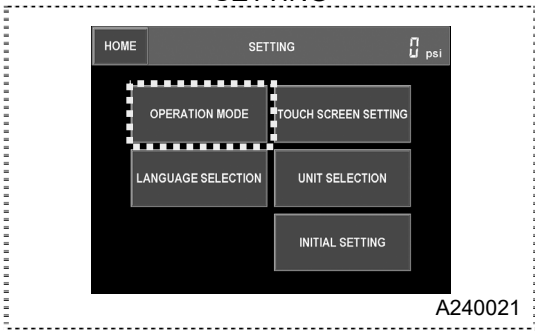 HOME SETTING 0 psi
OPERATION MODE TOUCH SCREEN SETTING
LANGUAGE SELECTION UNIT SELECTION
INITIAL SETTING
A240021